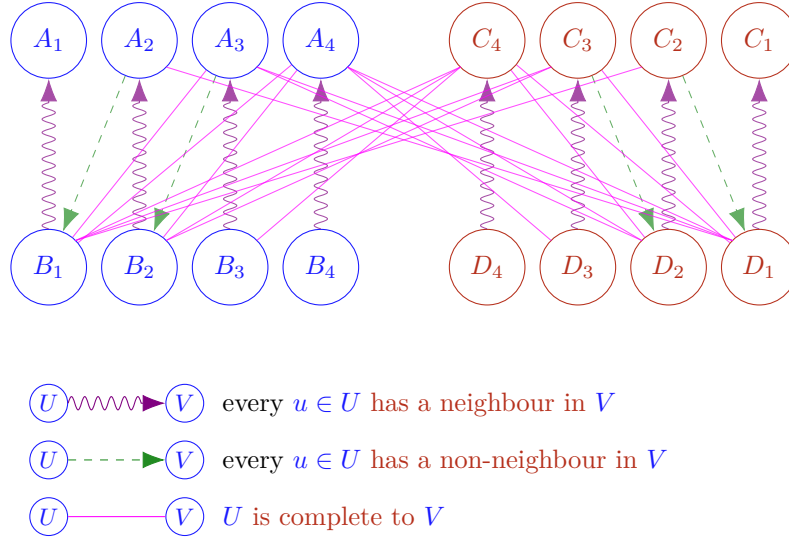 A₁ A₂ A₃ A₄ C₄ C₃ C₂ C₁
B₁ B₂ B₃ B₄ D₄ D₃ D₂ D₁
U V every u ∈ U has a neighbour in V
U V every u ∈ U has a non-neighbour in V
U V U is complete to V